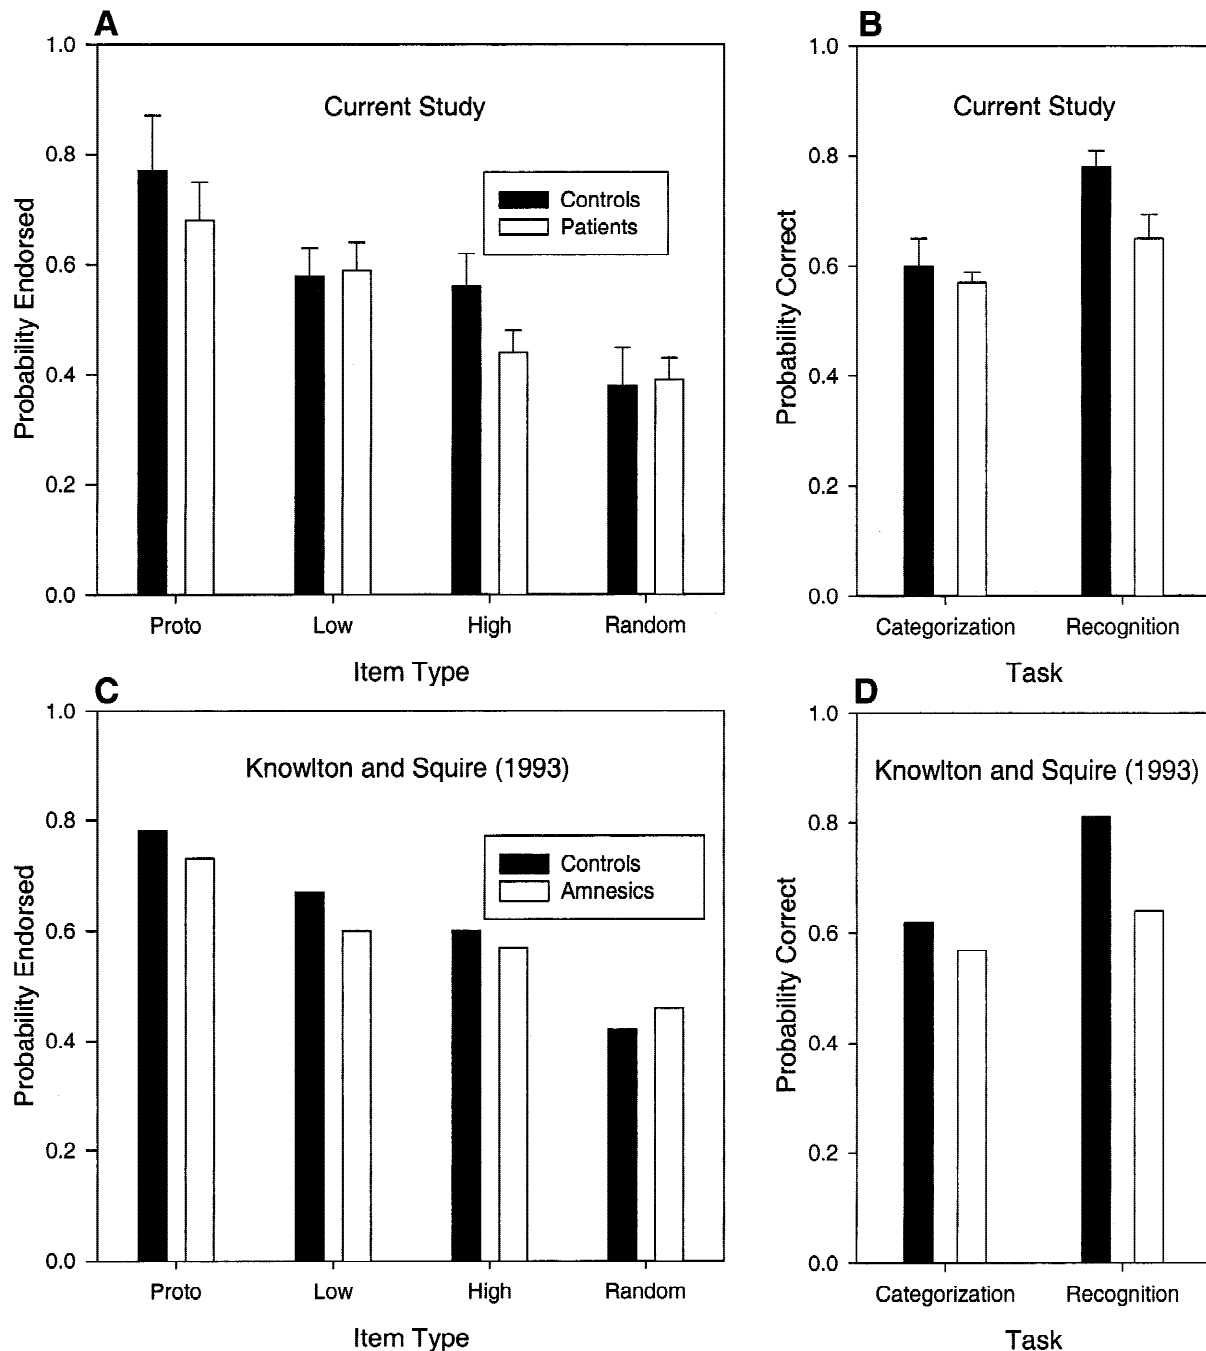 A
Current Study
Controls
Patients
Probability Endorsed
1.0
0.8
0.6
0.4
0.2
0.0
Proto
Low
High
Random
Item Type
B
Current Study
Probability Correct
1.0
0.8
0.6
0.4
0.2
0.0
Categorization
Recognition
Task
C
Knowlton and Squire (1993)
Controls
Amnesics
Probability Endorsed
1.0
0.8
0.6
0.4
0.2
0.0
Proto
Low
High
Random
Item Type
D
Knowlton and Squire (1993)
Probability Correct
1.0
0.8
0.6
0.4
0.2
0.0
Categorization
Recognition
Task